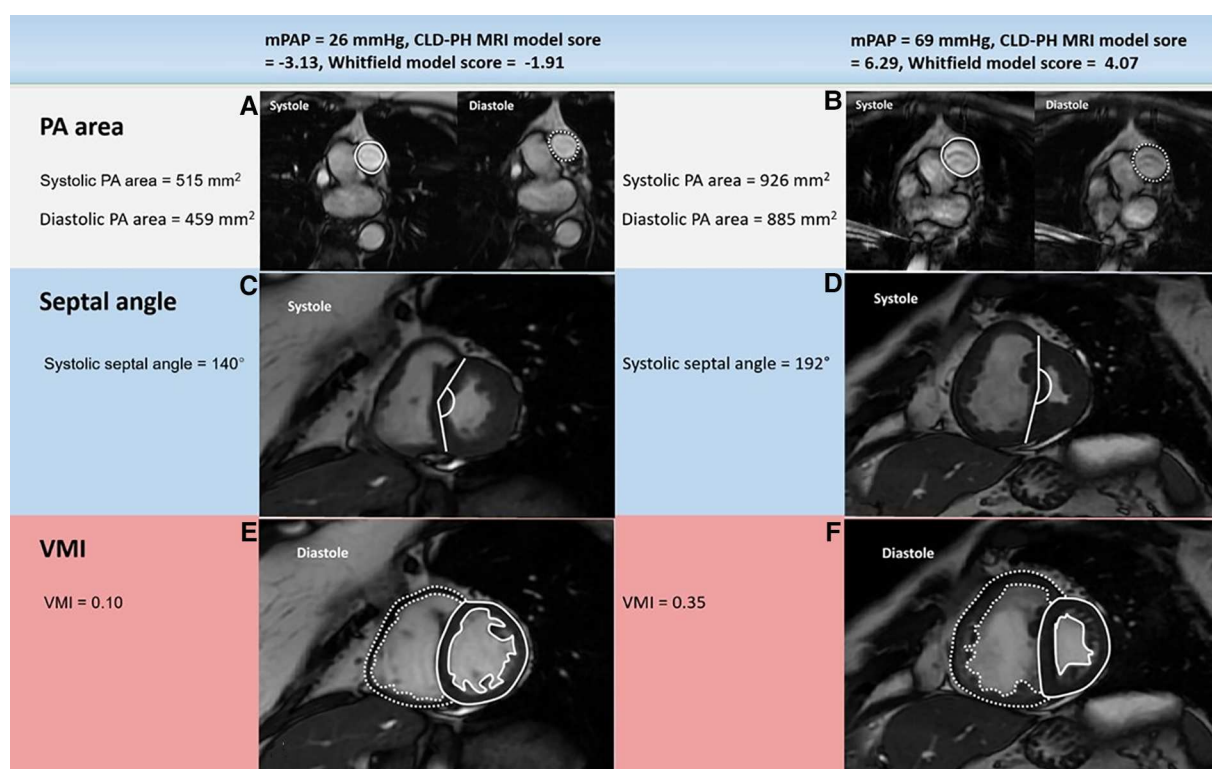 mPAP = 26 mmHg, CLD-PH MRI model sore
= -3.13, Whitfield model score = -1.91
mPAP = 69 mmHg, CLD-PH MRI model sore
= 6.29, Whitfield model score = 4.07
PA area
Systolic PA area = 515 mm²
Diastolic PA area = 459 mm²
A
Systole
Diastole
Systolic PA area = 926 mm²
Diastolic PA area = 885 mm²
B
Systole
Diastole
Septal angle
Systolic septal angle = 140°
C
Systole
Systolic septal angle = 192°
D
Systole
VMI
VMI = 0.10
E
Diastole
VMI = 0.35
F
Diastole